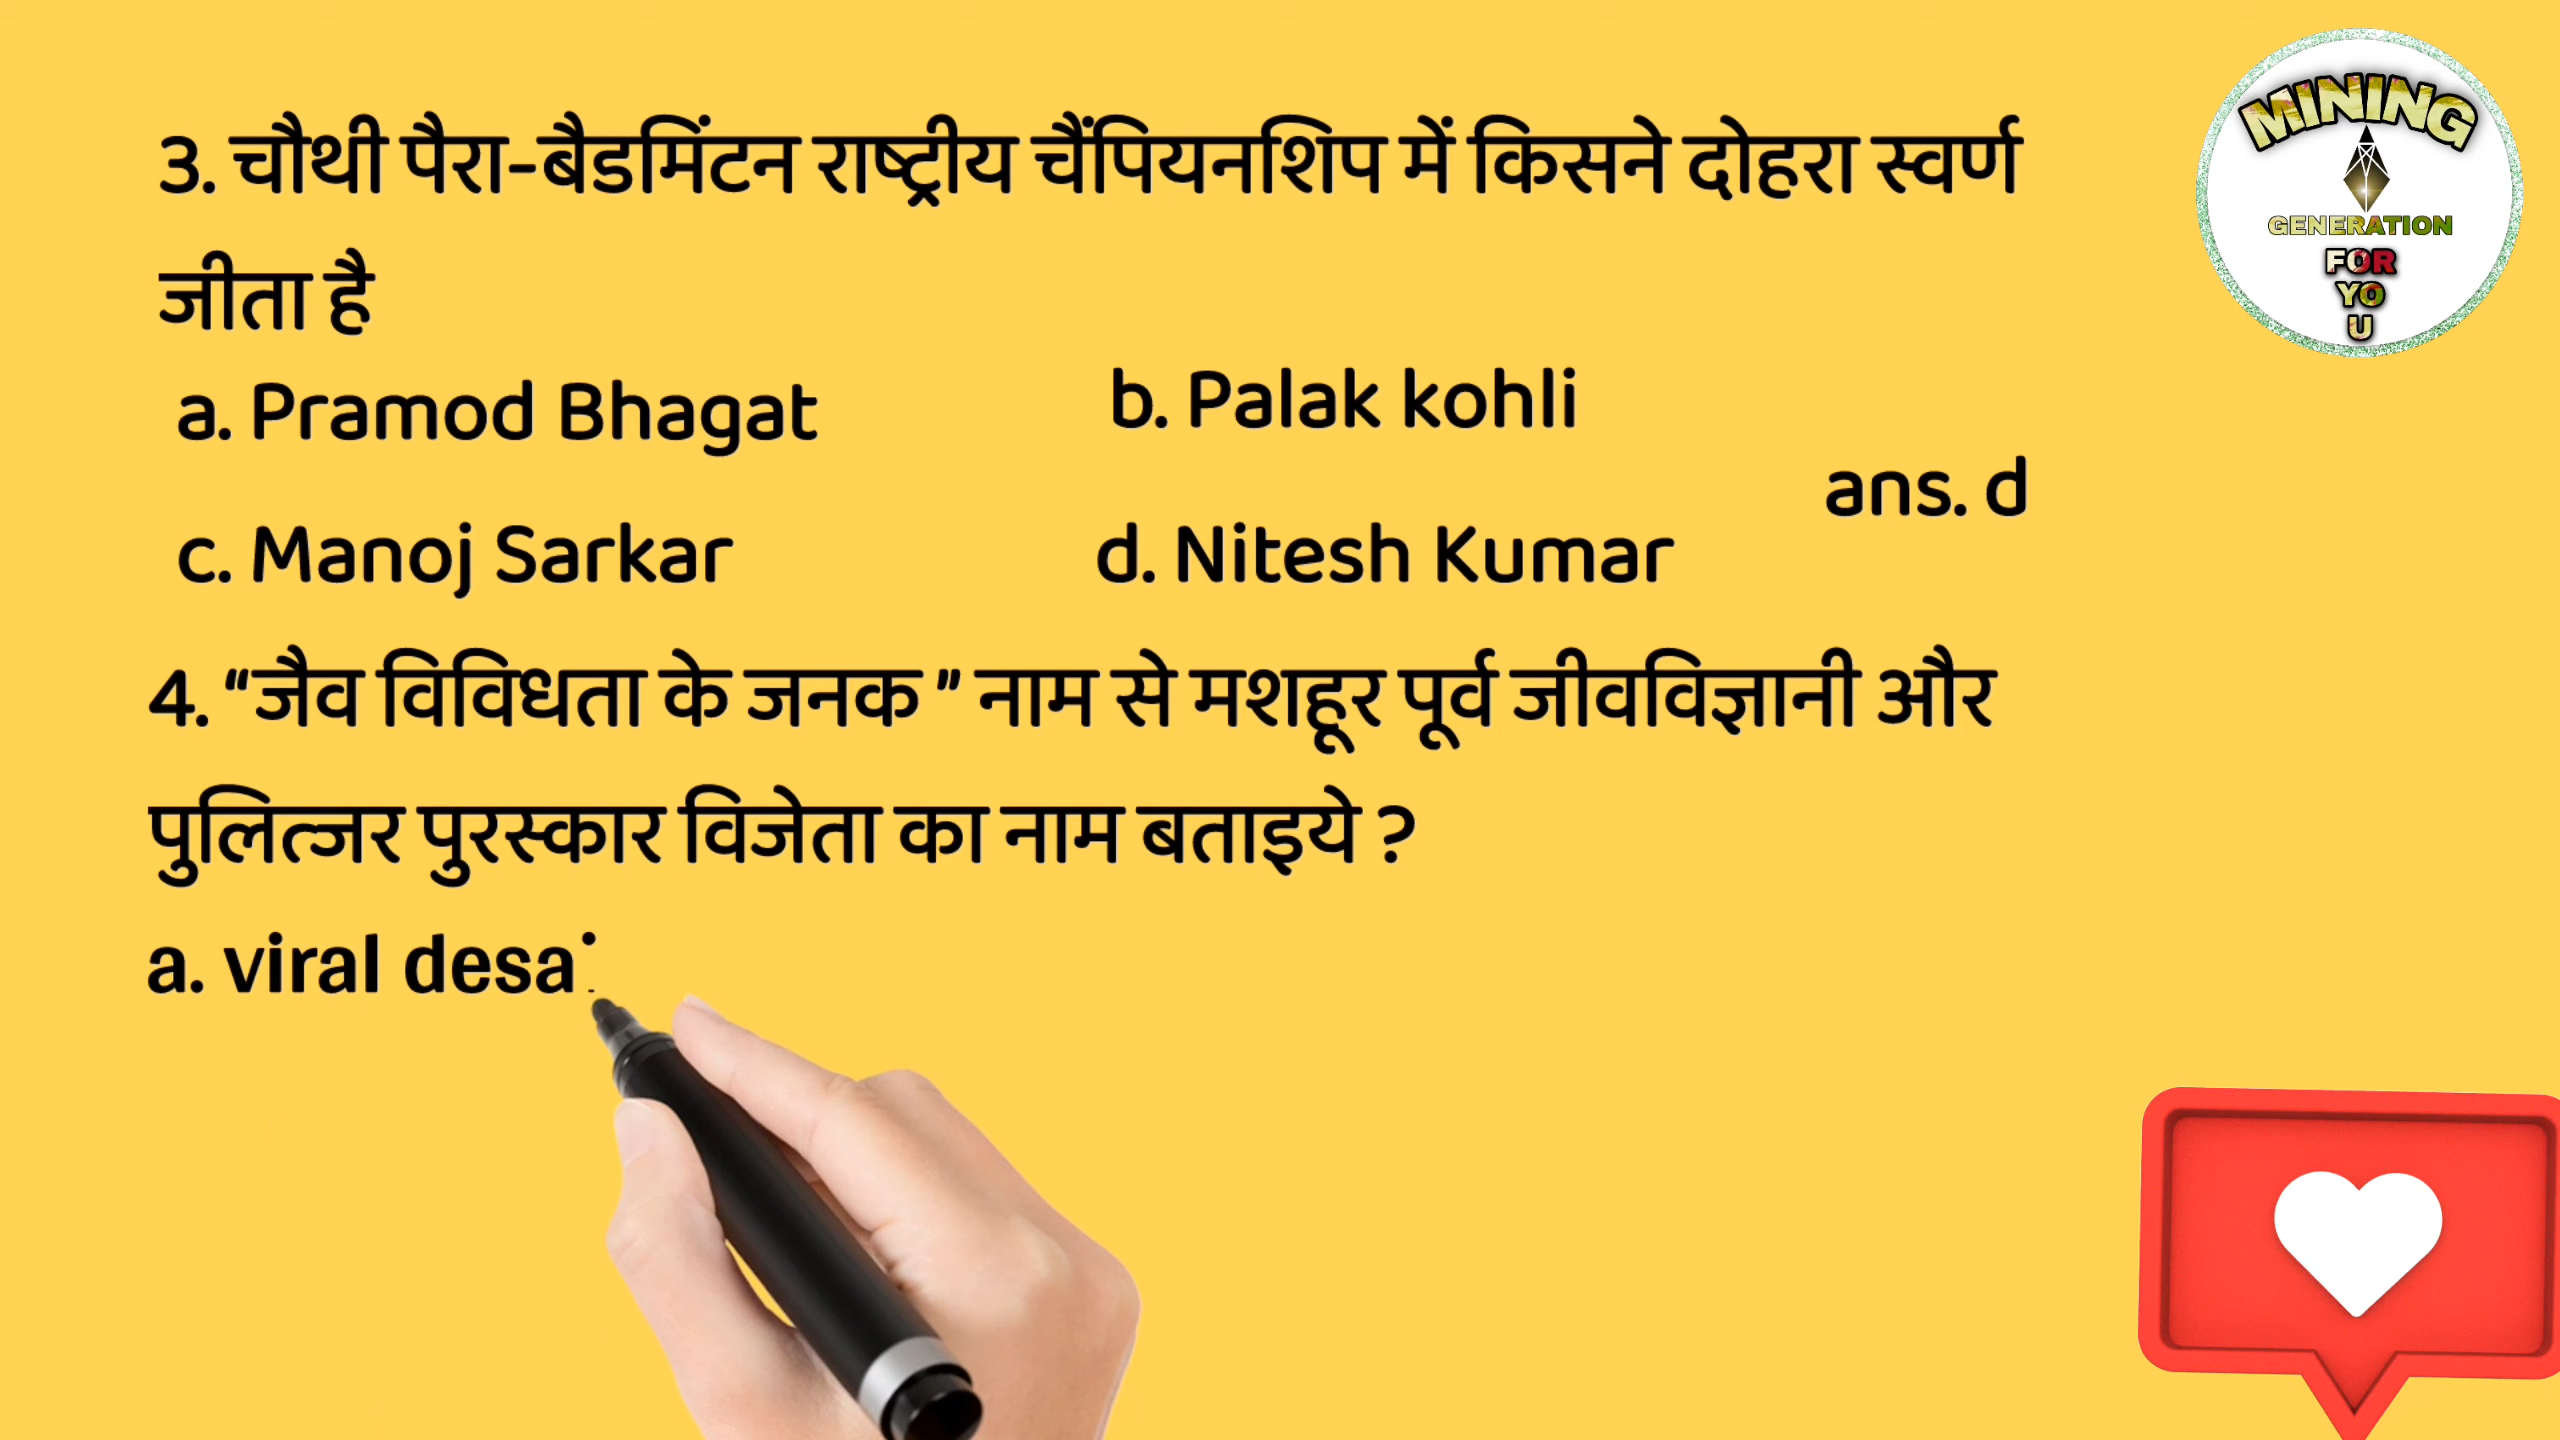 3. चौथी पैरा-बैडमिंटन राष्ट्रीय चैंपियनशिप में किसने दोहरा स्वर्ण
जीता है
a. Pramod Bhagat b. Palak kohli
ans. d
c. Manoj Sarkar d. Nitesh Kumar
4. “जैव विविधता के जनक ” नाम से मशहूर पूर्व जीवविज्ञानी और
पुलित्जर पुरस्कार विजेता का नाम बताइये ?
a. viral desai
MINING
GENERATION
FOR
YO
U